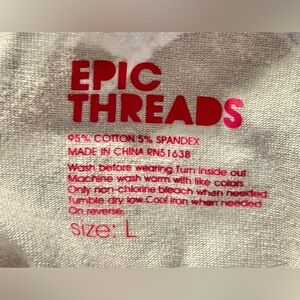 EPIC
THREADS
95% COTTON 5% SPANDEX
MADE IN CHINA RN51638
Wash before wearing turn inside out
Machine wash warm with like colors
Only non-chlorine bleach when needed
Tumble dry low Cool iron when needed
On reverse
size: L